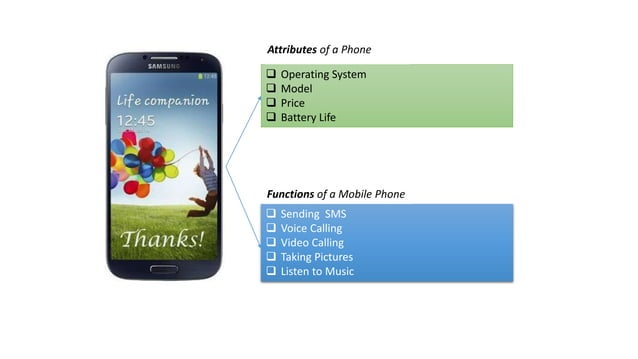 Attributes of a Phone
SAMSUNG
12:45
Life companion
12:45
Thanks!
Operating System
Model
Price
Battery Life
Functions of a Mobile Phone
Sending  SMS
Voice Calling
Video Calling
Taking Pictures
Listen to Music